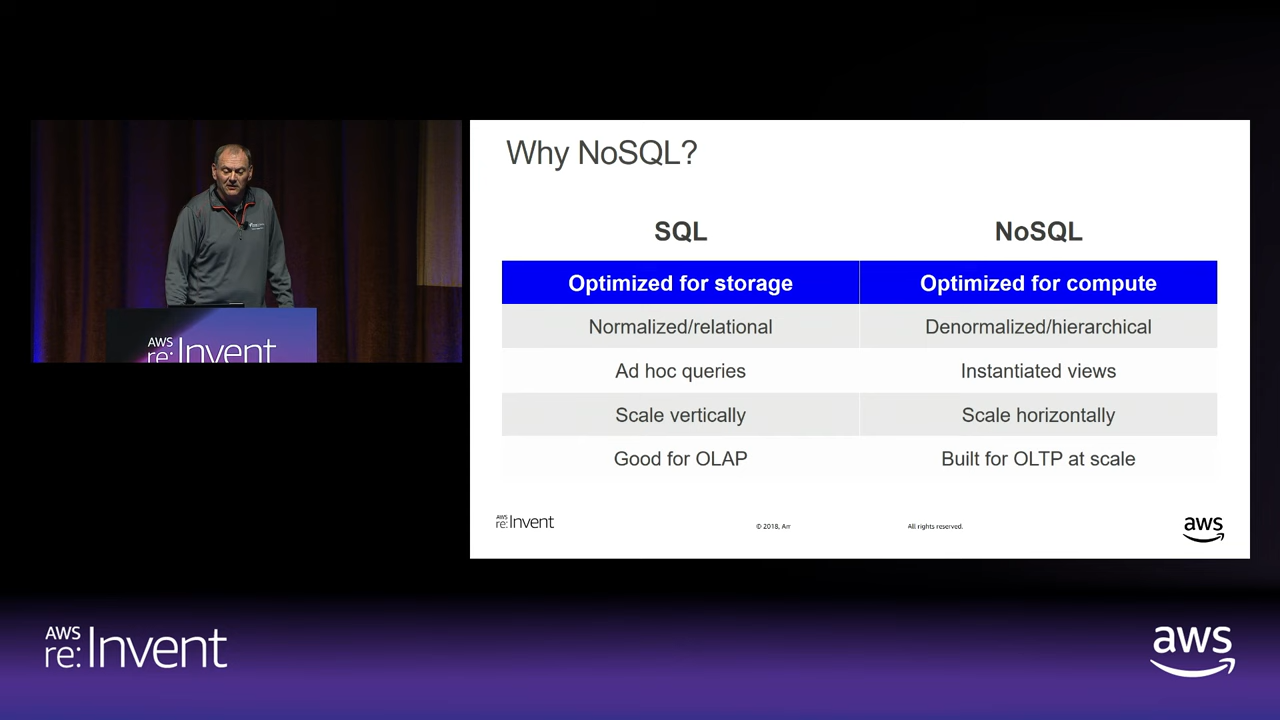 Why NoSQL?
SQL NoSQL
Optimized for storage Optimized for compute
Normalized/relational Denormalized/hierarchical
Ad hoc queries Instantiated views
Scale vertically Scale horizontally
Good for OLAP Built for OLTP at scale
AWS
re:Invent
© 2018, All rights reserved.
aws
AWS
re:Invent
AWS
re:Invent
aws